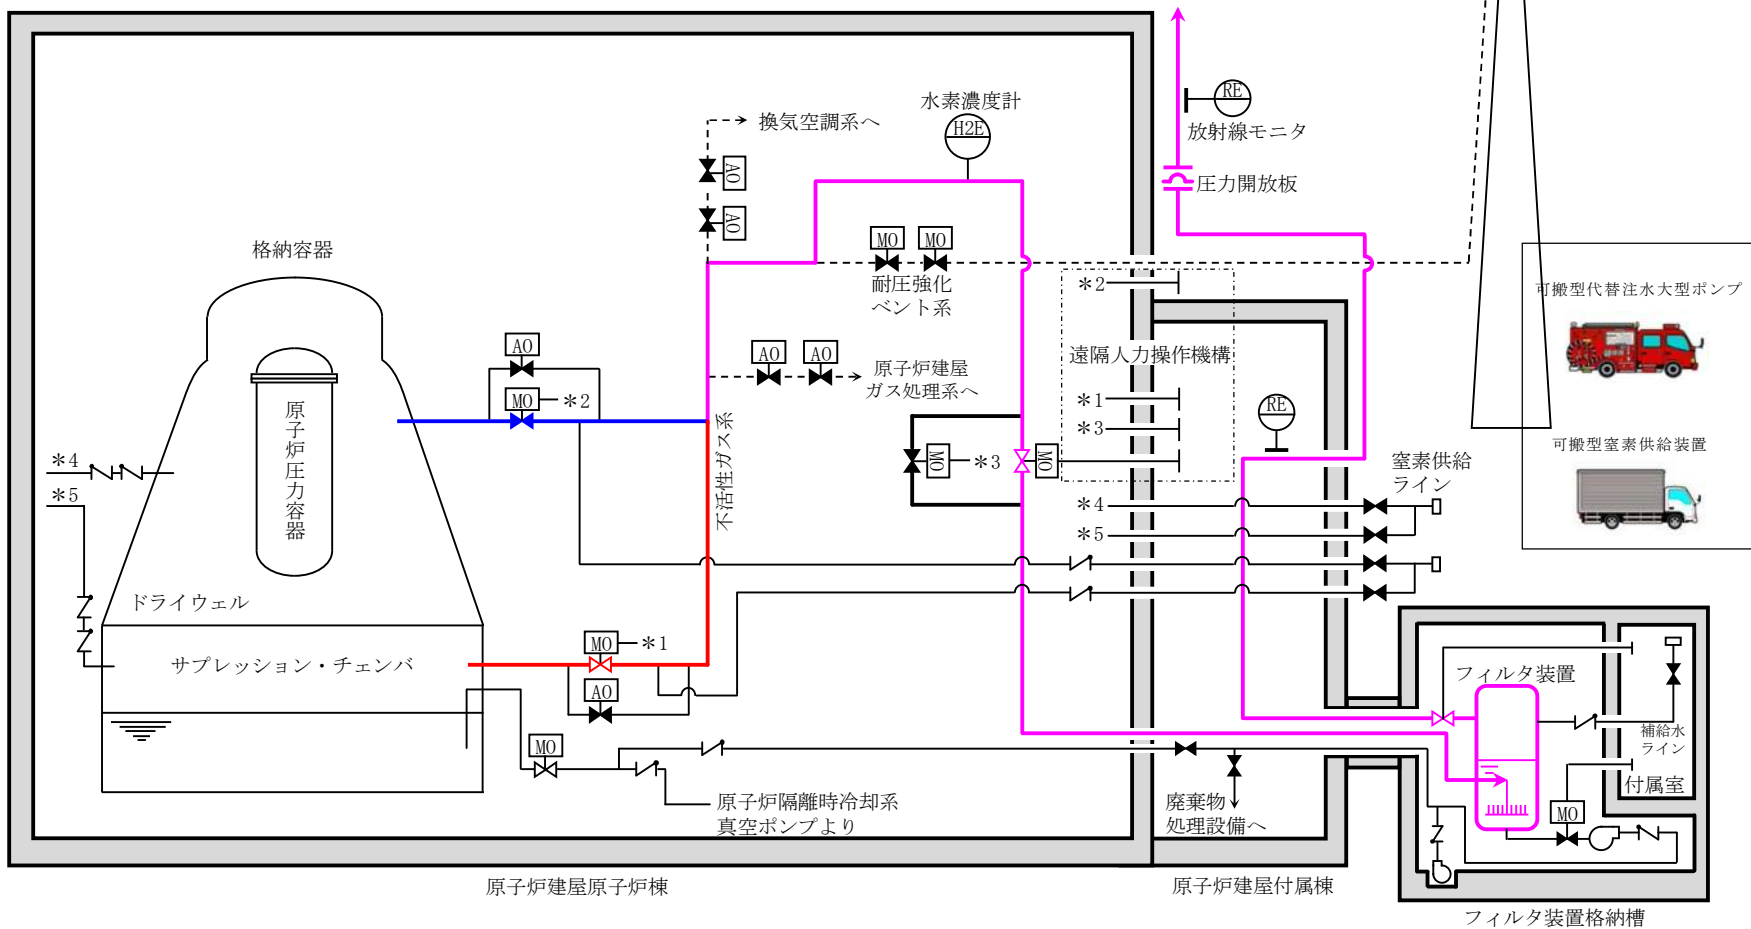 水素濃度計
H2E
RE
放射線モニタ
換気空調系へ
AO
AO
圧力開放板
格納容器
MO
MO
耐圧強化
ベント系
*2
可搬型代替注水大型ポンプ
AO
MO
*2
AO
AO
原子炉建屋
ガス処理系へ
遠隔人力操作機構
*1
*3
RE
原子炉圧力容器
不活性ガス系
MO
*3
MO
可搬型窒素供給装置
窒素供給
ライン
*4
*5
*4
*5
ドライウェル
サプレッション・チェンバ
MO
*1
AO
MO
フィルタ装置
補給水
ライン
付属室
MO
原子炉隔離時冷却系
真空ポンプより
廃棄物
処理設備へ
原子炉建屋原子炉棟
原子炉建屋付属棟
フィルタ装置格納槽